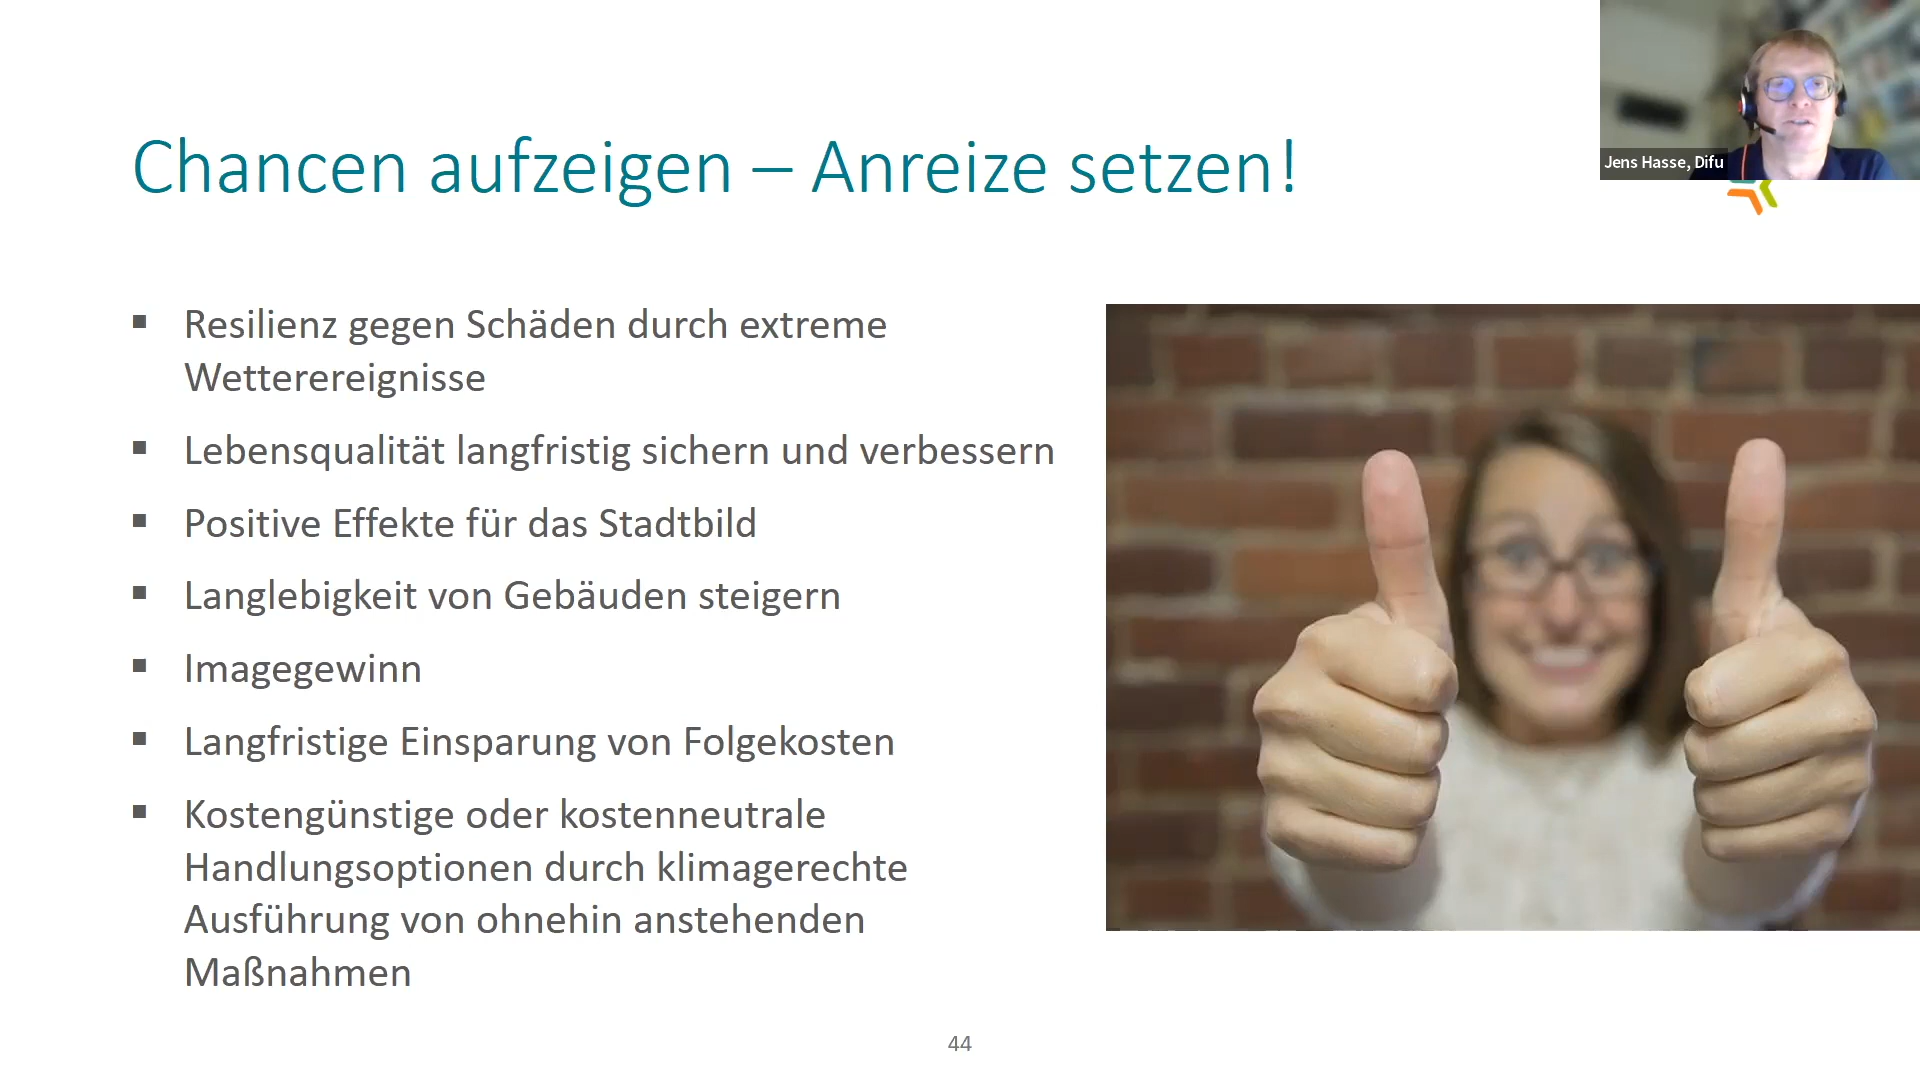 Chancen aufzeigen – Anreize setzen!
Jens Hasse, Difu
▪ Resilienz gegen Schäden durch extreme
Wetterereignisse
▪ Lebensqualität langfristig sichern und verbessern
▪ Positive Effekte für das Stadtbild
▪ Langlebigkeit von Gebäuden steigern
▪ Imagegewinn
▪ Langfristige Einsparung von Folgekosten
▪ Kostengünstige oder kostenneutrale
Handlungsoptionen durch klimagerechte
Ausführung von ohnehin anstehenden
Maßnahmen
44